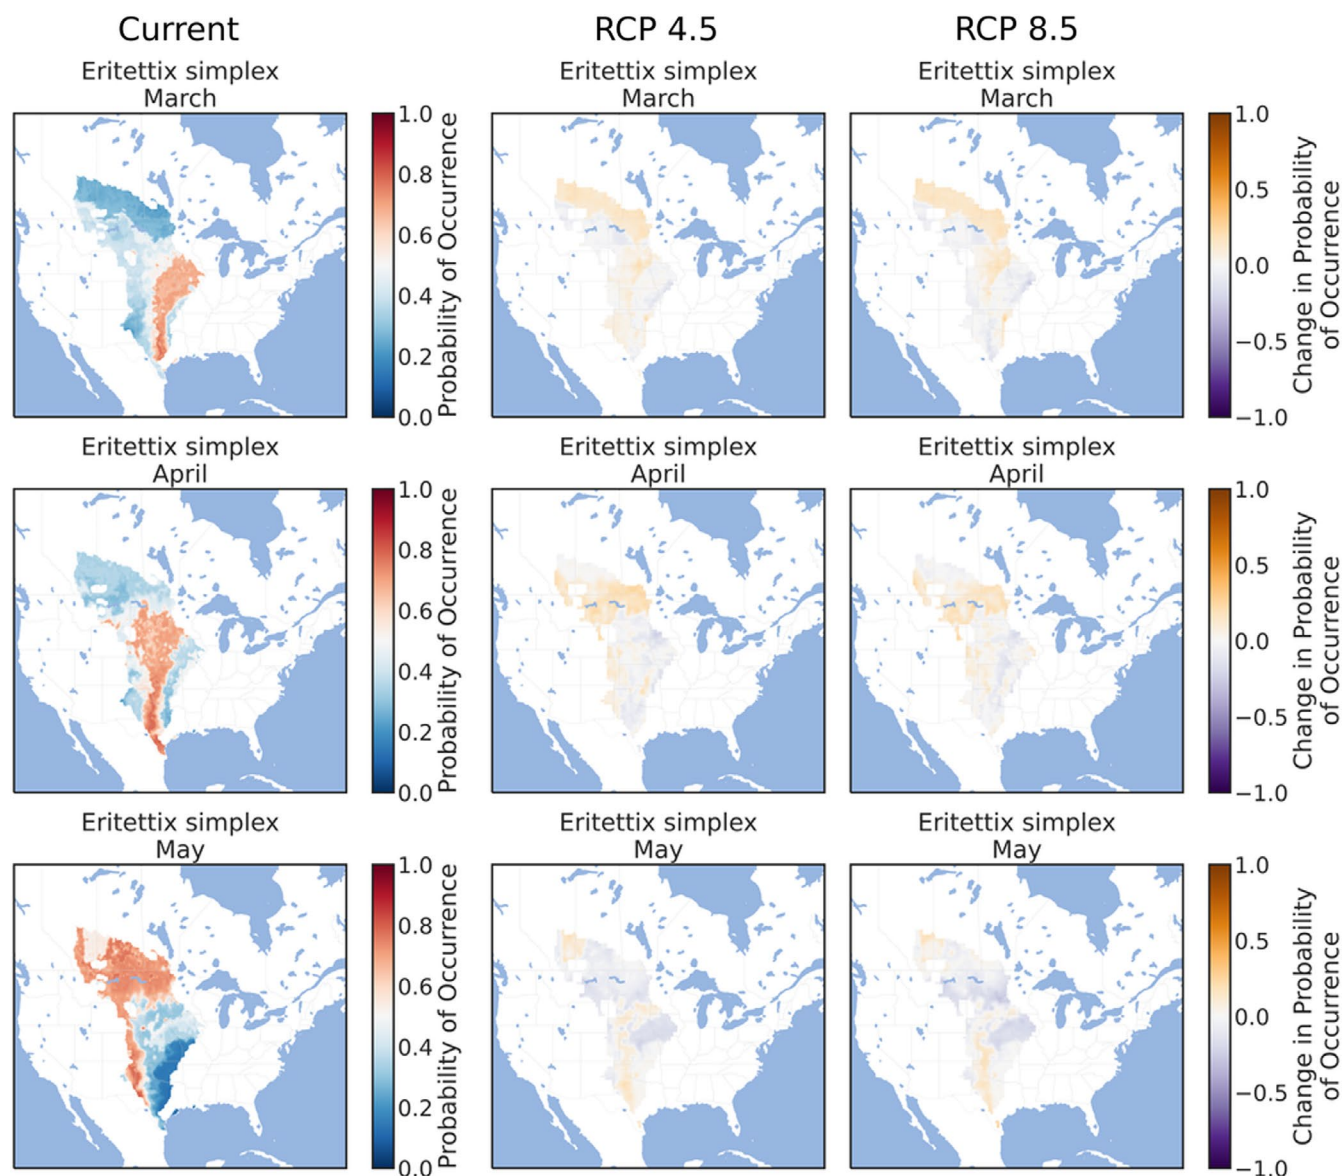 Current
RCP 4.5
RCP 8.5
Eritettix simplex
March
Eritettix simplex
March
Eritettix simplex
March
1.0
0.8
0.6
0.4
0.2
0.0
Probability of Occurrence
1.0
0.5
0.0
−0.5
−1.0
Change in Probability
of Occurrence
Eritettix simplex
April
Eritettix simplex
April
Eritettix simplex
April
1.0
0.8
0.6
0.4
0.2
0.0
Probability of Occurrence
1.0
0.5
0.0
−0.5
−1.0
Change in Probability
of Occurrence
Eritettix simplex
May
Eritettix simplex
May
Eritettix simplex
May
1.0
0.8
0.6
0.4
0.2
0.0
Probability of Occurrence
1.0
0.5
0.0
−0.5
−1.0
Change in Probability
of Occurrence